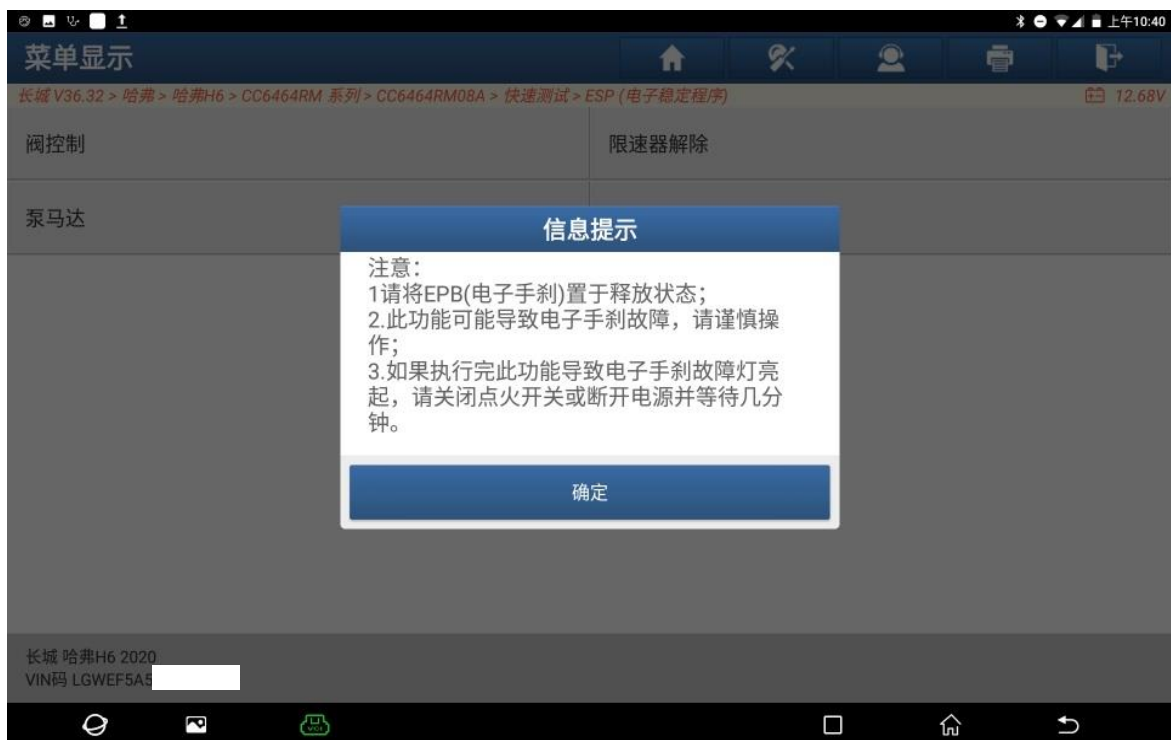 上午10:40
菜单显示
长城 V36.32 > 哈弗 > 哈弗H6 > CC6464RM 系列 > CC6464RM08A > 快速测试 > ESP (电子稳定程序)
12.68V
阀控制
限速器解除
泵马达
信息提示
注意：
1请将EPB(电子手刹)置于释放状态；
2.此功能可能导致电子手刹故障，请谨慎操
作；
3.如果执行完此功能导致电子手刹故障灯亮
起，请关闭点火开关或断开电源并等待几分
钟。
确定
长城 哈弗H6 2020
VIN码 LGWEF5A5
VCI